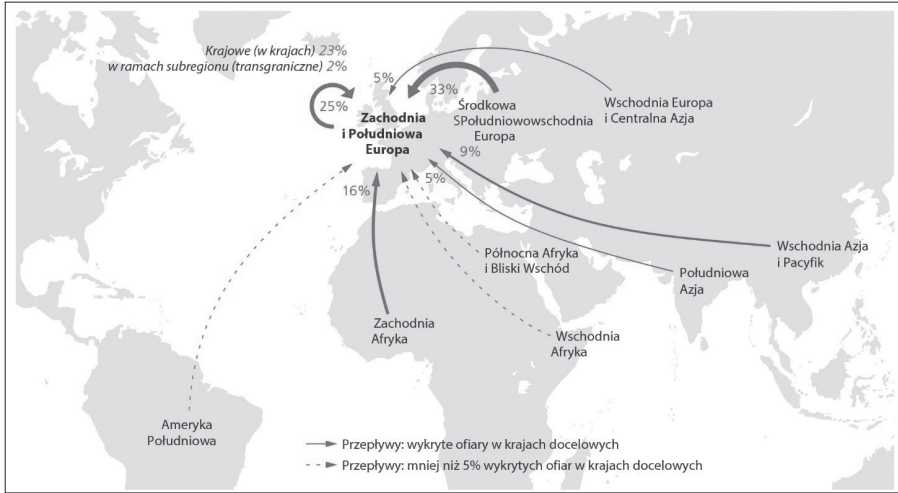 Krajowe (w krajach) 23%
w ramach subregionu (transgraniczne) 2%
5%
25%
33%
Zachodnia
i Południowa
Europa
Środkowa
SPołudniowowschodnia
Europa
Wschodnia Europa
i Centralna Azja
9%
5%
16%
Północna Afryka
i Bliski Wschód
Wschodnia Azja
i Pacyfik
Południowa
Azja
Zachodnia
Afryka
Wschodnia
Afryka
Ameryka
Południowa
Przepływy: wykryte ofiary w krajach docelowych
Przepływy: mniej niż 5% wykrytych ofiar w krajach docelowych